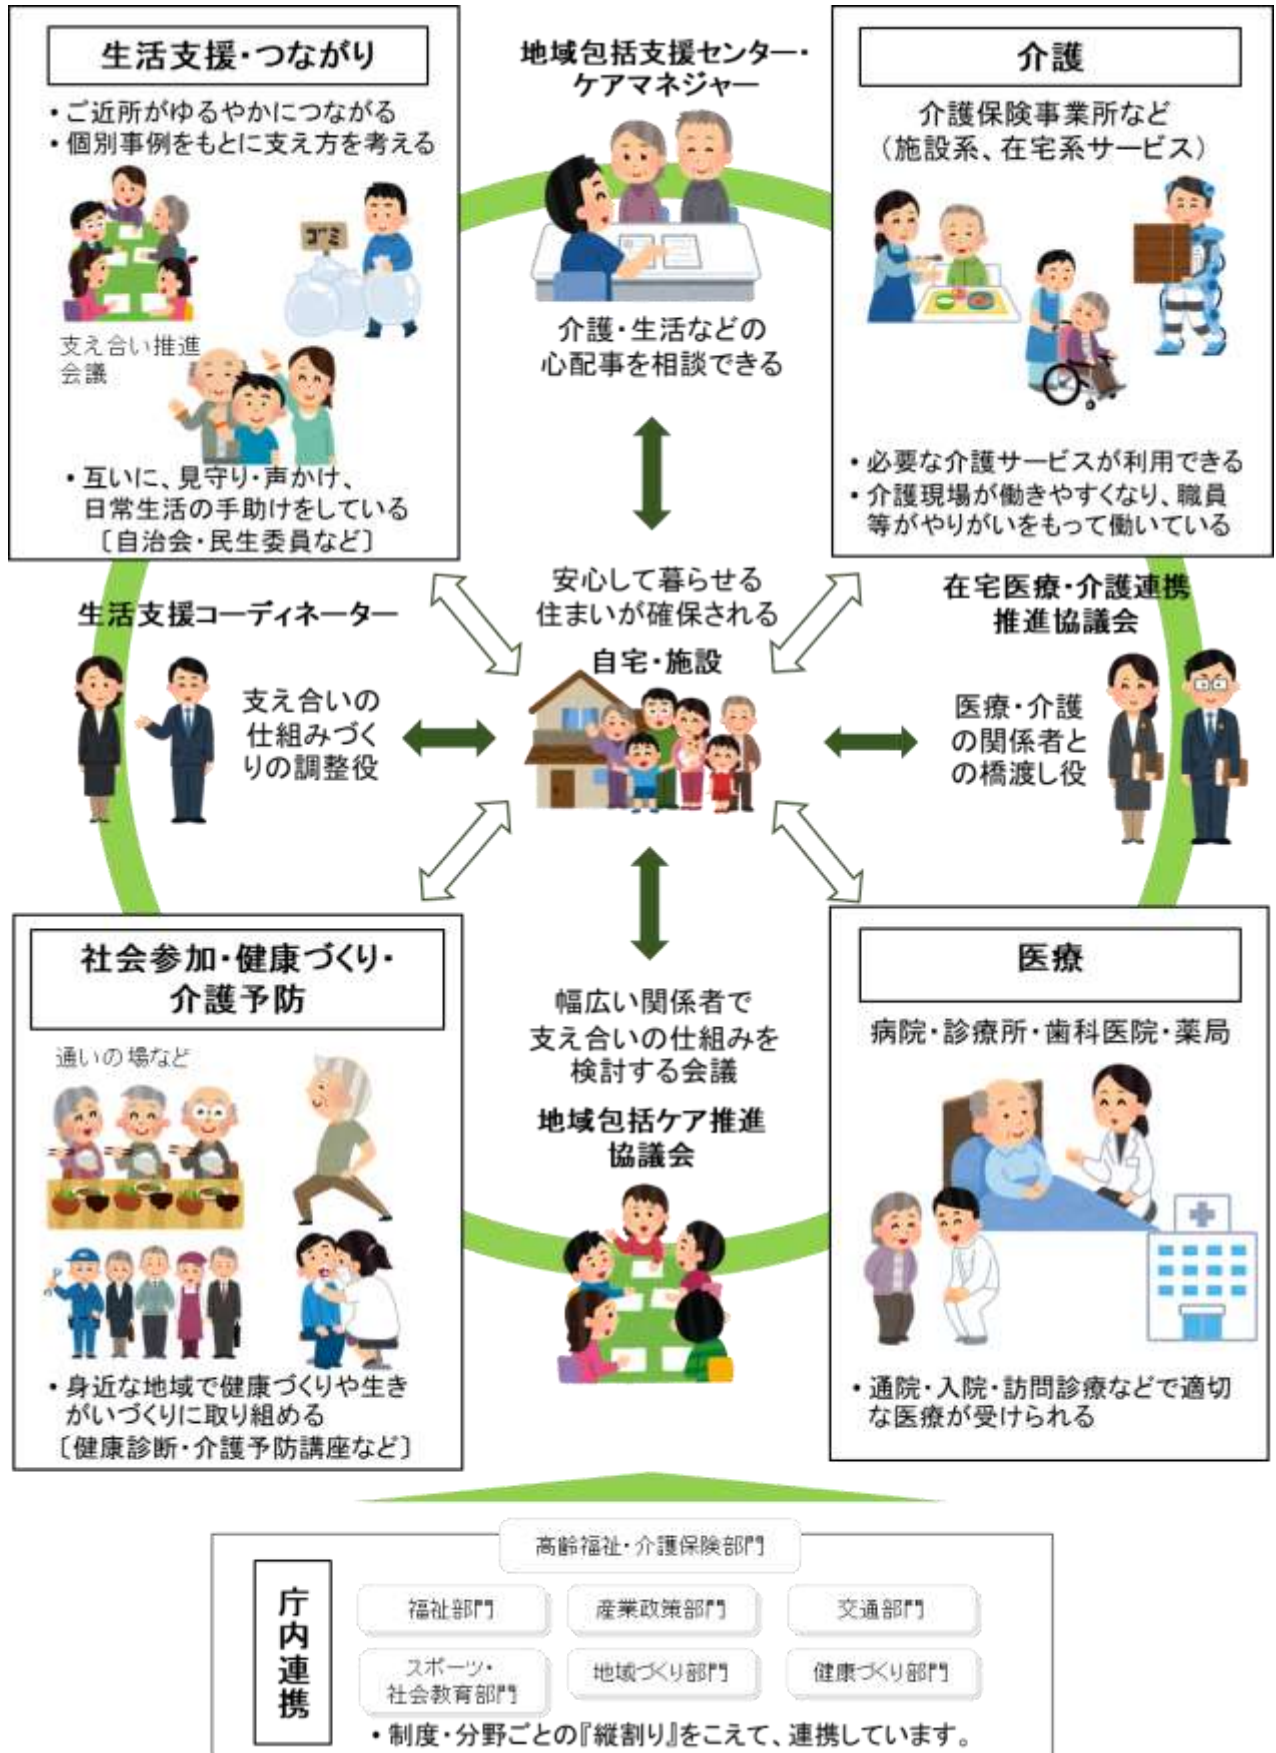 生活支援・つながり
・ご近所がゆるやかにつながる
・個別事例をもとに支え方を考える
ゴミ
支え合い推進
会議
・互いに、見守り・声かけ、
日常生活の手助けをしている
〔自治会・民生委員など〕
地域包括支援センター・
ケアマネジャー
介護・生活などの
心配事を相談できる
介護
介護保険事業所など
（施設系、在宅系サービス）
・必要な介護サービスが利用できる
・介護現場が働きやすくなり、職員
等がやりがいをもって働いている
生活支援コーディネーター
支え合いの
仕組みづく
りの調整役
安心して暮らせる
住まいが確保される
自宅・施設
在宅医療・介護連携
推進協議会
医療・介護
の関係者と
の橋渡し役
社会参加・健康づくり・
介護予防
通いの場など
・身近な地域で健康づくりや生き
がいづくりに取り組める
〔健康診断・介護予防講座など〕
幅広い関係者で
支え合いの仕組みを
検討する会議
地域包括ケア推進
協議会
医療
病院・診療所・歯科医院・薬局
・通院・入院・訪問診療などで適切
な医療が受けられる
庁内連携
高齢福祉・介護保険部門
福祉部門
産業政策部門
交通部門
スポーツ・
社会教育部門
地域づくり部門
健康づくり部門
・制度・分野ごとの『縦割り』をこえて、連携しています。